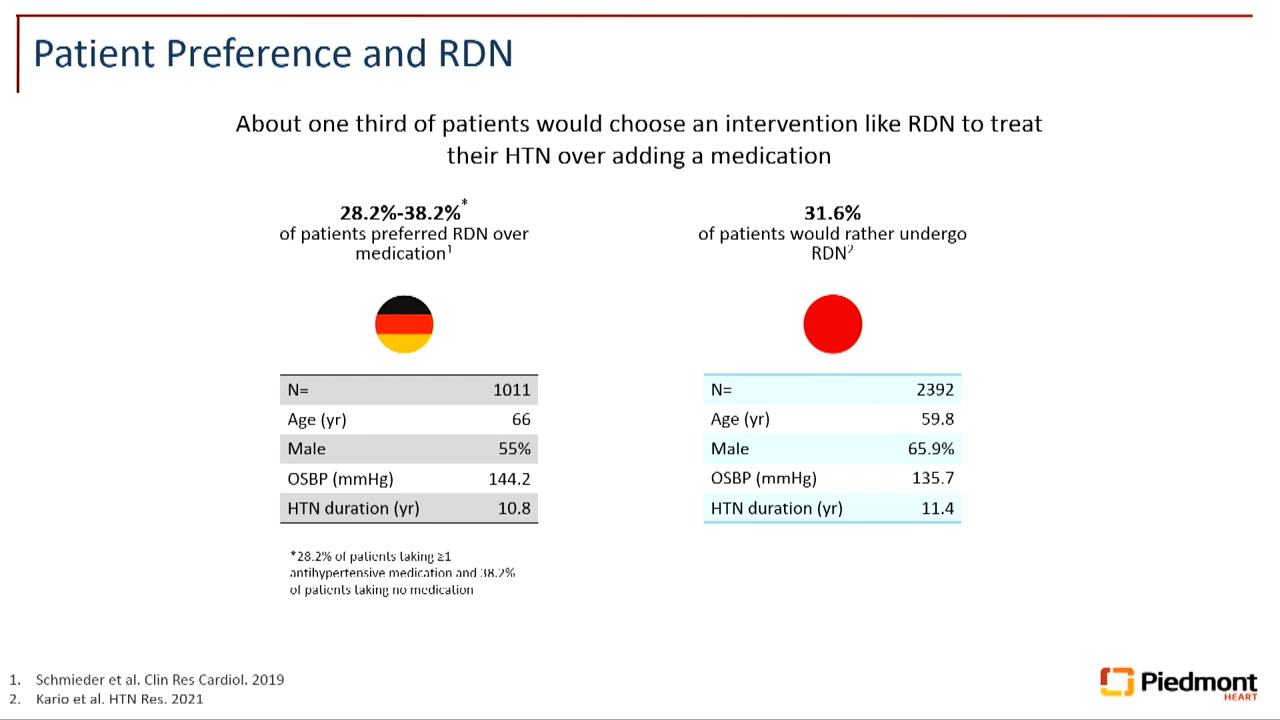 Patient Preference and RDN
About one third of patients would choose an intervention like RDN to treat
their HTN over adding a medication
28.2%-38.2%*
of patients preferred RDN over
medication¹
N= 1011
Age (yr) 66
Male 55%
OSBP (mmHg) 144.2
HTN duration (yr) 10.8
*28.2% of patients taking ≥1
antihypertensive medication and 38.2%
of patients taking no medication
31.6%
of patients would rather undergo
RDN²
N= 2392
Age (yr) 59.8
Male 65.9%
OSBP (mmHg) 135.7
HTN duration (yr) 11.4
1. Schmieder et al. Clin Res Cardiol. 2019
2. Kario et al. HTN Res. 2021
Piedmont
HEART